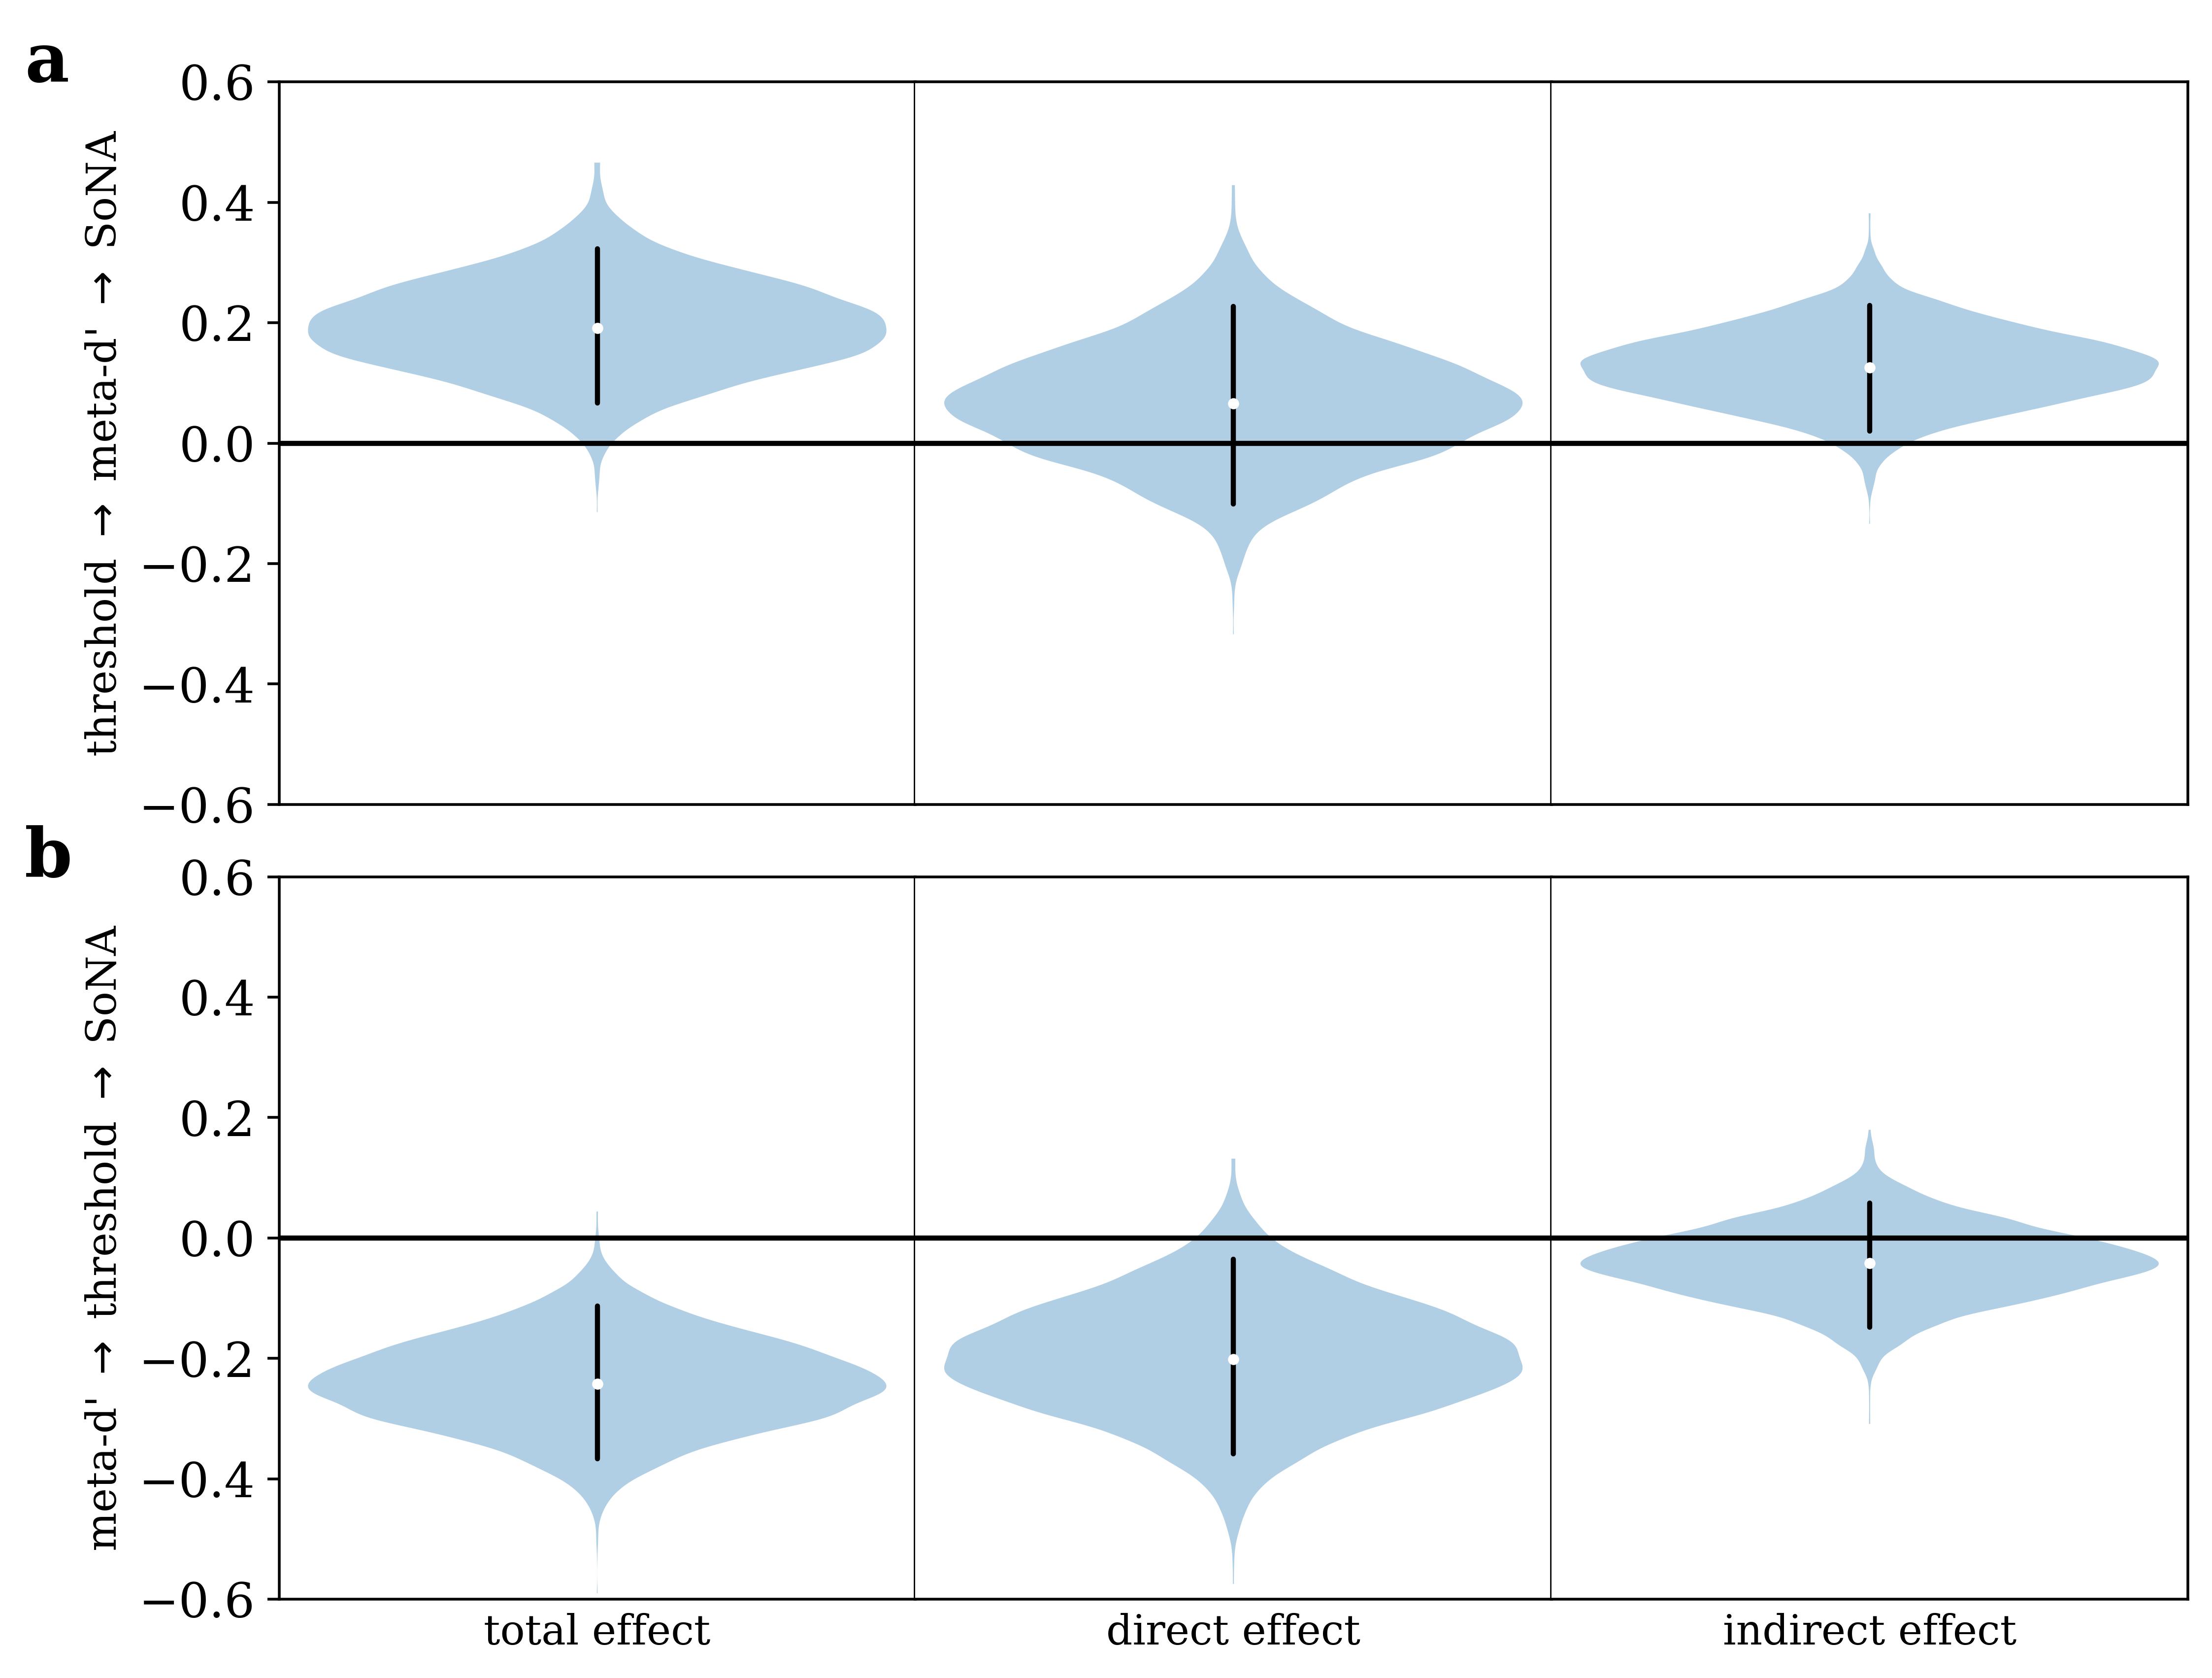 a
threshold → meta-d' → SoNA
0.6
0.4
0.2
0.0
−0.2
−0.4
−0.6
b
meta-d' → threshold → SoNA
0.6
0.4
0.2
0.0
−0.2
−0.4
−0.6
total effect
direct effect
indirect effect